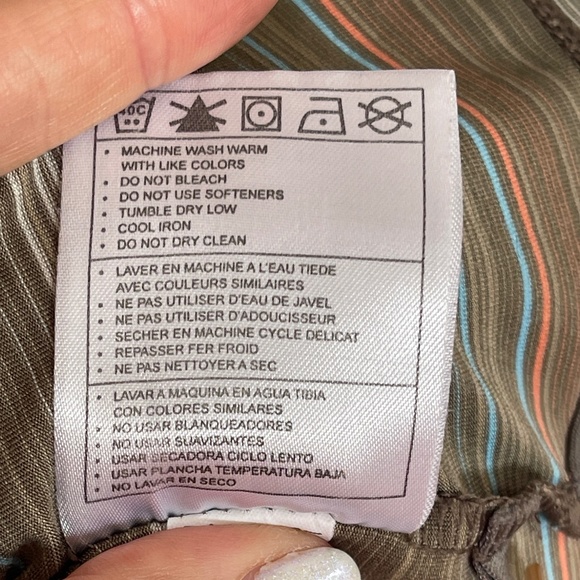 40C
• MACHINE WASH WARM
WITH LIKE COLORS
• DO NOT BLEACH
• DO NOT USE SOFTENERS
• TUMBLE DRY LOW
• COOL IRON
• DO NOT DRY CLEAN
• LAVER EN MACHINE A L'EAU TIEDE
AVEC COULEURS SIMILAIRES
• NE PAS UTILISER D'EAU DE JAVEL
• NE PAS UTILISER D'ADOUCISSEUR
• SECHER EN MACHINE CYCLE DELICAT
• REPASSER FER FROID
• NE PAS NETTOYER A SEC
• LAVAR A MAQUINA EN AGUA TIBIA
CON COLORES SIMILARES
• NO USAR BLANQUEADORES
• NO USAR SUAVIZANTES
• USAR SECADORA CICLO LENTO
• USAR PLANCHA TEMPERATURA BAJA
• NO LAVAR EN SECO